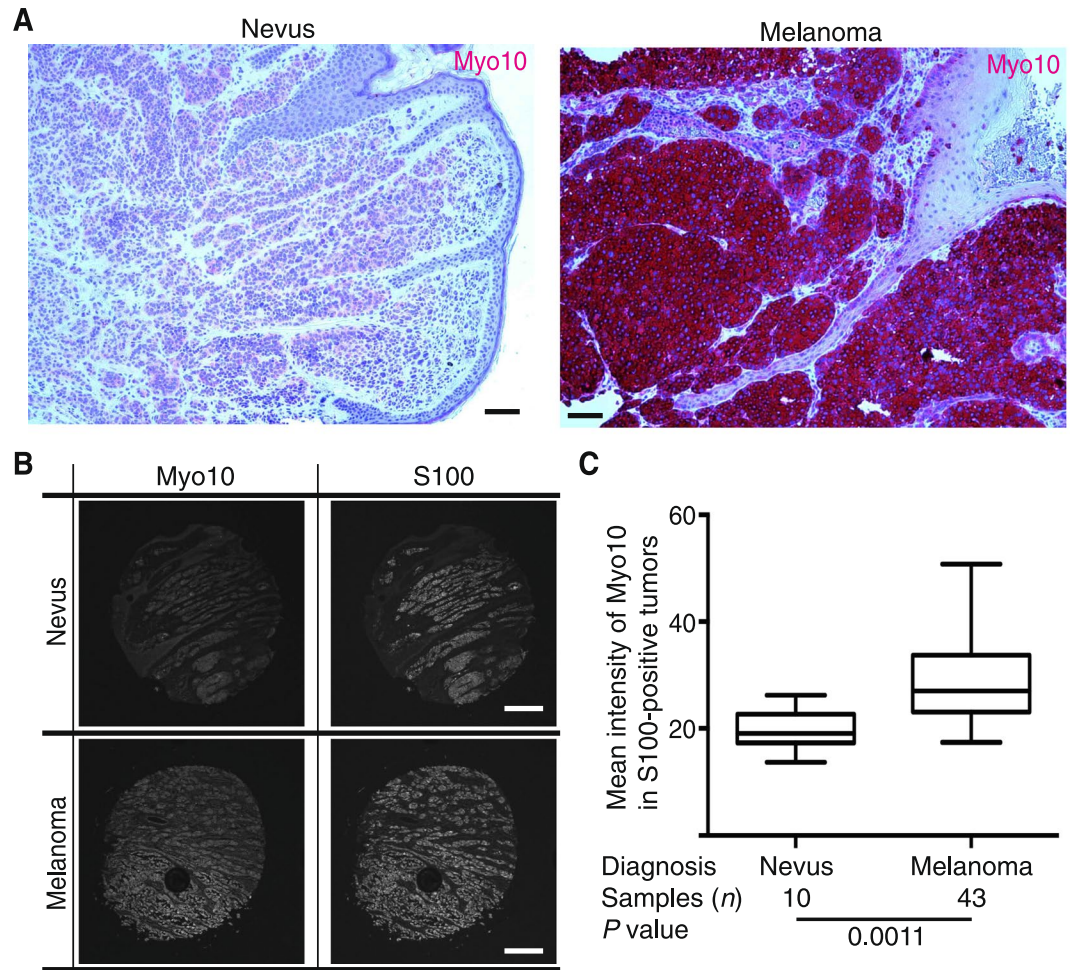 A
Nevus
Melanoma
Myo10
Myo10
B
Myo10
S100
Nevus
Melanoma
C
Mean intensity of Myo10
in S100-positive tumors
60
40
20
Diagnosis Nevus Melanoma
Samples (n) 10 43
P value 0.0011